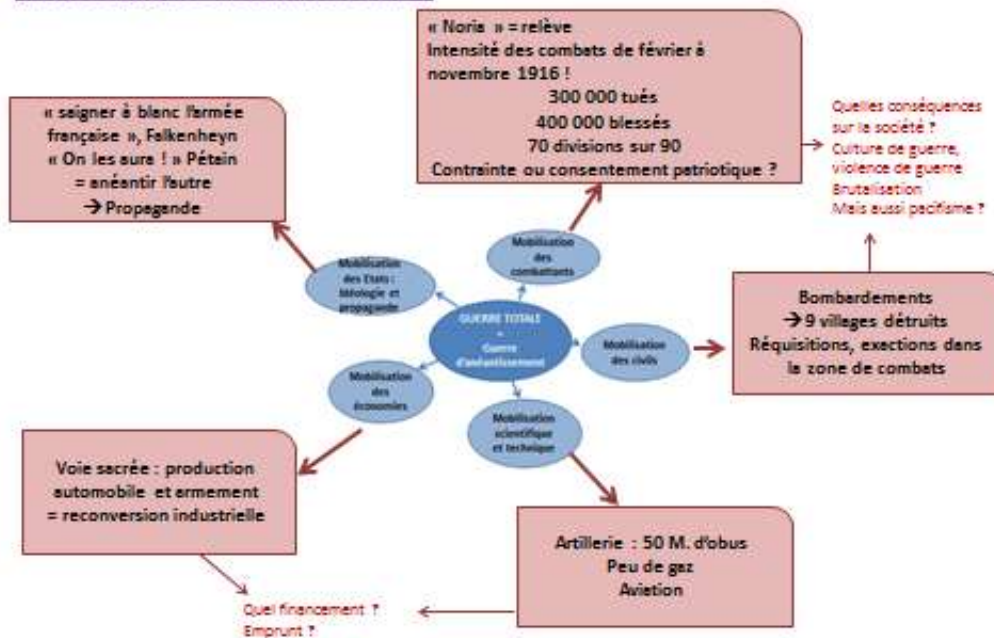 « Noria » = relève
Intensité des combats de février à
novembre 1916 !
300 000 tués
400 000 blessés
70 divisions sur 90
Contrainte ou consentement patriotique ?
« saigner à blanc l'armée
française », Falkenheyn
« On les aura ! » Pétain
= anéantir l'autre
→ Propagande
Quelles conséquences
sur la société ?
Culture de guerre,
violence de guerre
Brutalisation
Mais aussi pacifisme ?
Mobilisation
des
combattants
Mobilisation
des Etats :
Idéologie et
propagande
GUERRE TOTALE
=
Guerre
d'anéantissement
Mobilisation
des civils
Bombardements
→ 9 villages détruits
Réquisitions, exactions dans
la zone de combats
Mobilisation
des
économies
Mobilisation
scientifique
et technique
Voie sacrée : production
automobile et armement
= reconversion industrielle
Artillerie : 50 M. d'obus
Peu de gaz
Aviation
Quel financement ?
Emprunt ?